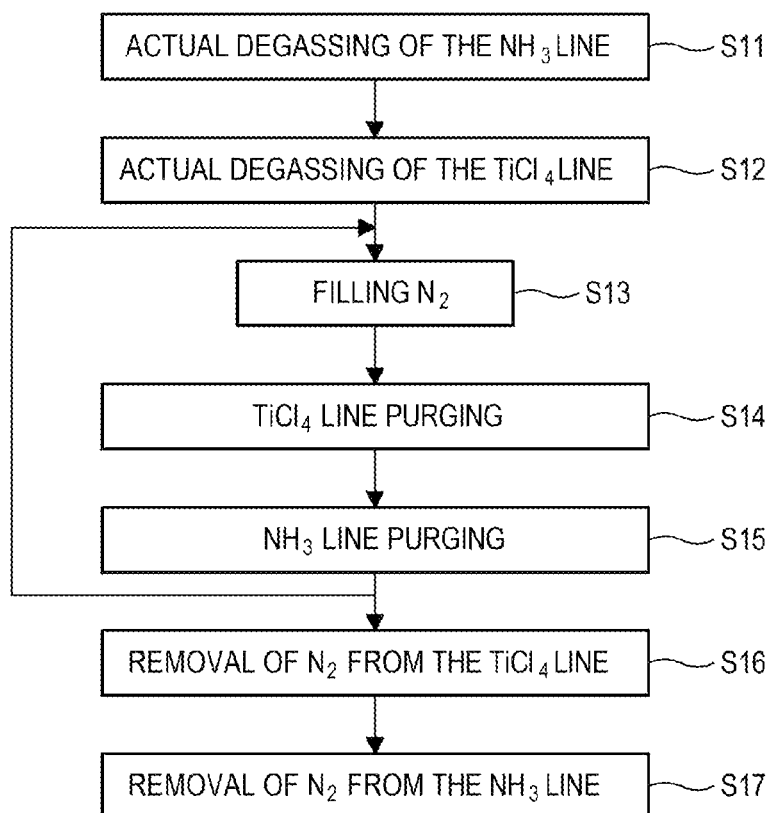 ACTUAL DEGASSING OF THE NH₃ LINE S11
ACTUAL DEGASSING OF THE TiCl₄ LINE S12
FILLING N₂ S13
TiCl₄ LINE PURGING S14
NH₃ LINE PURGING S15
REMOVAL OF N₂ FROM THE TiCl₄ LINE S16
REMOVAL OF N₂ FROM THE NH₃ LINE S17